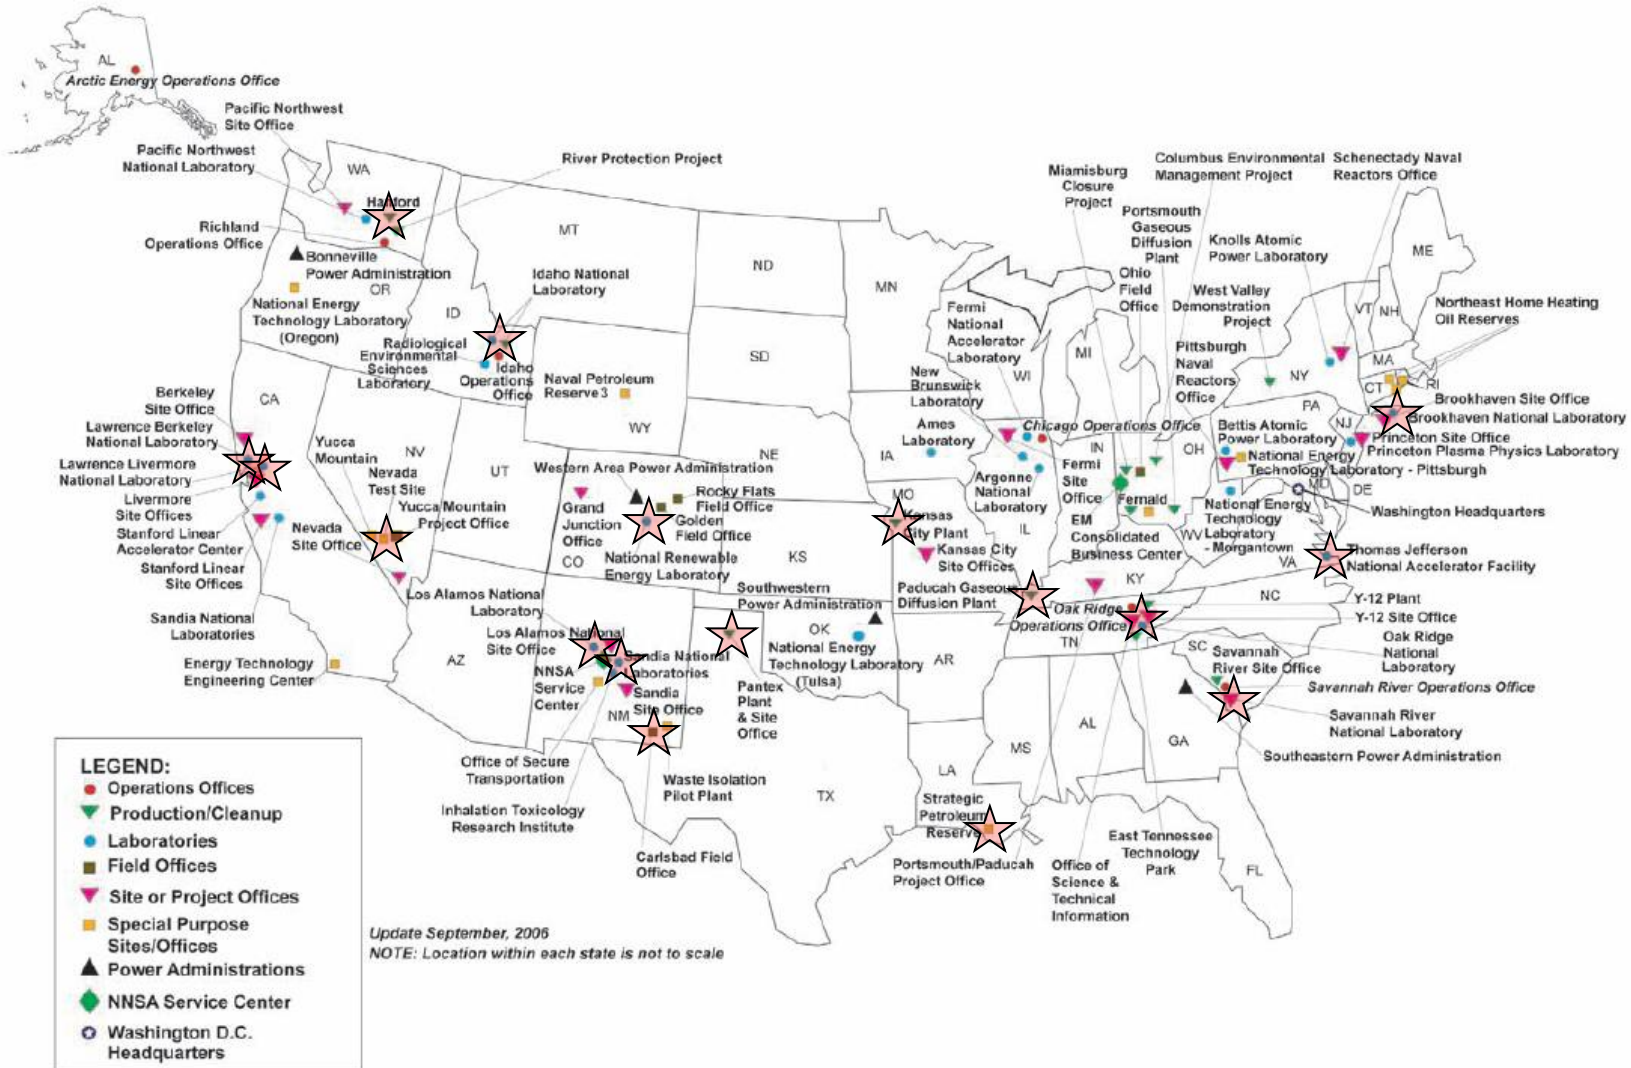 AL
Arctic Energy Operations Office
Pacific Northwest
Site Office
Pacific Northwest
National Laboratory
River Protection Project
WA
Hanford
Richland
Operations Office
Bonneville
Power Administration
OR
National Energy
Technology Laboratory
(Oregon)
MT
ID
Idaho National
Laboratory
Radiological
Environmental
Sciences
Laboratory
Idaho
Operations
Office
Naval Petroleum
Reserve3
WY
ND
SD
NE
MN
WI
MI
IA
Berkeley
Site Office
Lawrence Berkeley
National Laboratory
Lawrence Livermore
National Laboratory
Livermore
Site Offices
Stanford Linear
Accelerator Center
Stanford Linear
Site Offices
Sandia National
Laboratories
Energy Technology
Engineering Center
CA
NV
Yucca
Mountain
Nevada
Test Site
Yucca Mountain
Project Office
Nevada
Site Office
UT
AZ
Western Area Power Administration
Grand
Junction
Office
CO
Rocky Flats
Field Office
Golden
Field Office
National Renewable
Energy Laboratory
Los Alamos National
Laboratory
Los Alamos National
Site Office
NNSA
Service
Center
Sandia National
Laboratories
Sandia
Site Office
NM
Office of Secure
Transportation
Inhalation Toxicology
Research Institute
Carlsbad Field
Office
Waste Isolation
Pilot Plant
Pantex
Plant
& Site
Office
TX
Southwestern
Power Administration
OK
National Energy
Technology Laboratory
(Tulsa)
KS
MO
Kansas
City Plant
Kansas City
Site Offices
Paducah Gaseous
Diffusion Plant
AR
LA
MS
Strategic
Petroleum
Reserve
Portsmouth/Paducah
Project Office
Office of
Science &
Technical
Information
East Tennessee
Technology
Park
AL
GA
FL
Fermi
National
Accelerator
Laboratory
New
Brunswick
Laboratory
Ames
Laboratory
Chicago Operations Office
Argonne
National
Laboratory
Fermi
Site
Office
IL
IN
OH
EM
Consolidated
Business Center
Fernald
Miamisburg
Closure
Project
Columbus Environmental
Management Project
Portsmouth
Gaseous
Diffusion
Plant
Ohio
Field
Office
Schenectady Naval
Reactors Office
Knolls Atomic
Power Laboratory
West Valley
Demonstration
Project
Pittsburgh
Naval
Reactors
Office
ME
VT
NH
MA
NY
CT
RI
PA
NJ
Northeast Home Heating
Oil Reserves
Brookhaven Site Office
Brookhaven National Laboratory
Princeton Site Office
Princeton Plasma Physics Laboratory
Bettis Atomic
Power Laboratory
National Energy
Technology Laboratory - Pittsburgh
MD
DE
Washington Headquarters
National Energy
Technology
Laboratory
- Morgantown
WV
VA
Thomas Jefferson
National Accelerator Facility
KY
Oak Ridge
Operations Office
TN
NC
Y-12 Plant
Y-12 Site Office
Oak Ridge
National
Laboratory
SC
Savannah
River Site Office
Savannah River Operations Office
Savannah River
National Laboratory
Southeastern Power Administration
LEGEND:
Operations Offices
Production/Cleanup
Laboratories
Field Offices
Site or Project Offices
Special Purpose
Sites/Offices
Power Administrations
NNSA Service Center
Washington D.C.
Headquarters
Update September, 2006
NOTE: Location within each state is not to scale